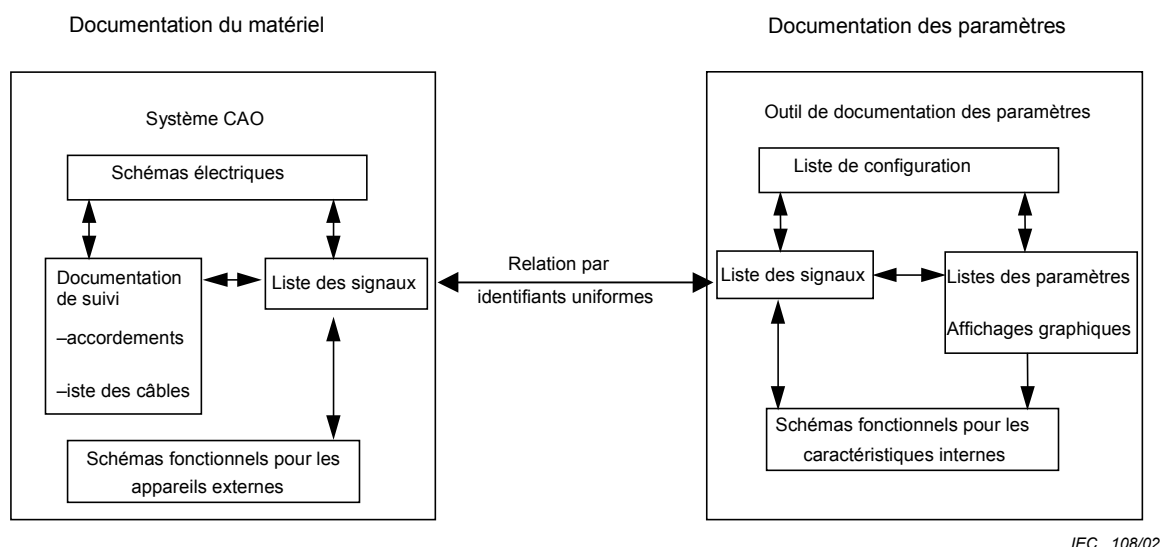 Documentation du matériel
Documentation des paramètres
Système CAO
Schémas électriques
Documentation
de suivi
–accordements
–iste des câbles
Liste des signaux
Schémas fonctionnels pour les
appareils externes
Relation par
identifiants uniformes
Outil de documentation des paramètres
Liste de configuration
Liste des signaux
Listes des paramètres
Affichages graphiques
Schémas fonctionnels pour les
caractéristiques internes
IEC 108/02